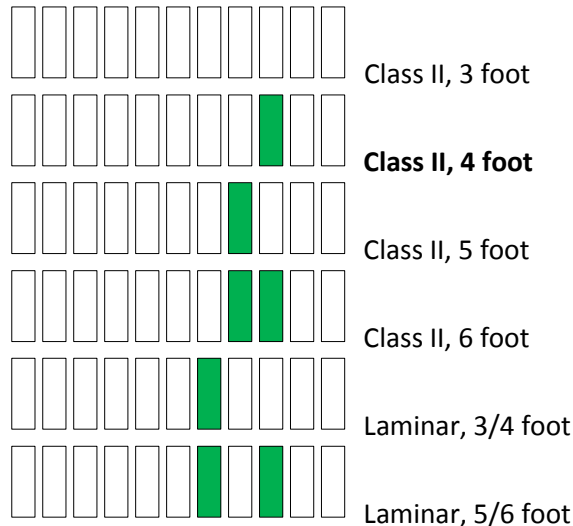 Class II, 3 foot
Class II, 4 foot
Class II, 5 foot
Class II, 6 foot
Laminar, 3/4 foot
Laminar, 5/6 foot